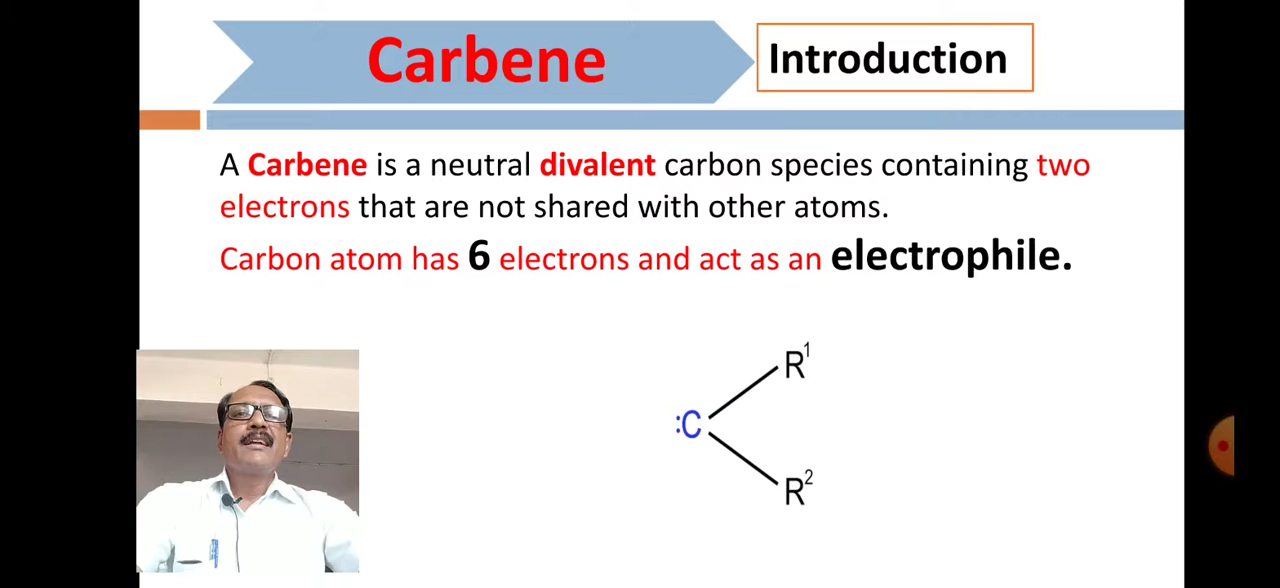 Carbene
Introduction
A Carbene is a neutral divalent carbon species containing two
electrons that are not shared with other atoms.
Carbon atom has 6 electrons and act as an electrophile.
R¹
:C
R²